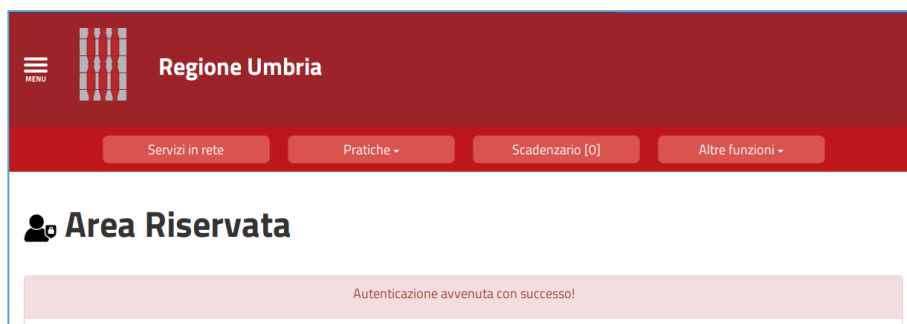 MENU
Regione Umbria
Servizi in rete
Pratiche
Scadenzario [0]
Altre funzioni
Area Riservata
Autenticazione avvenuta con successo!